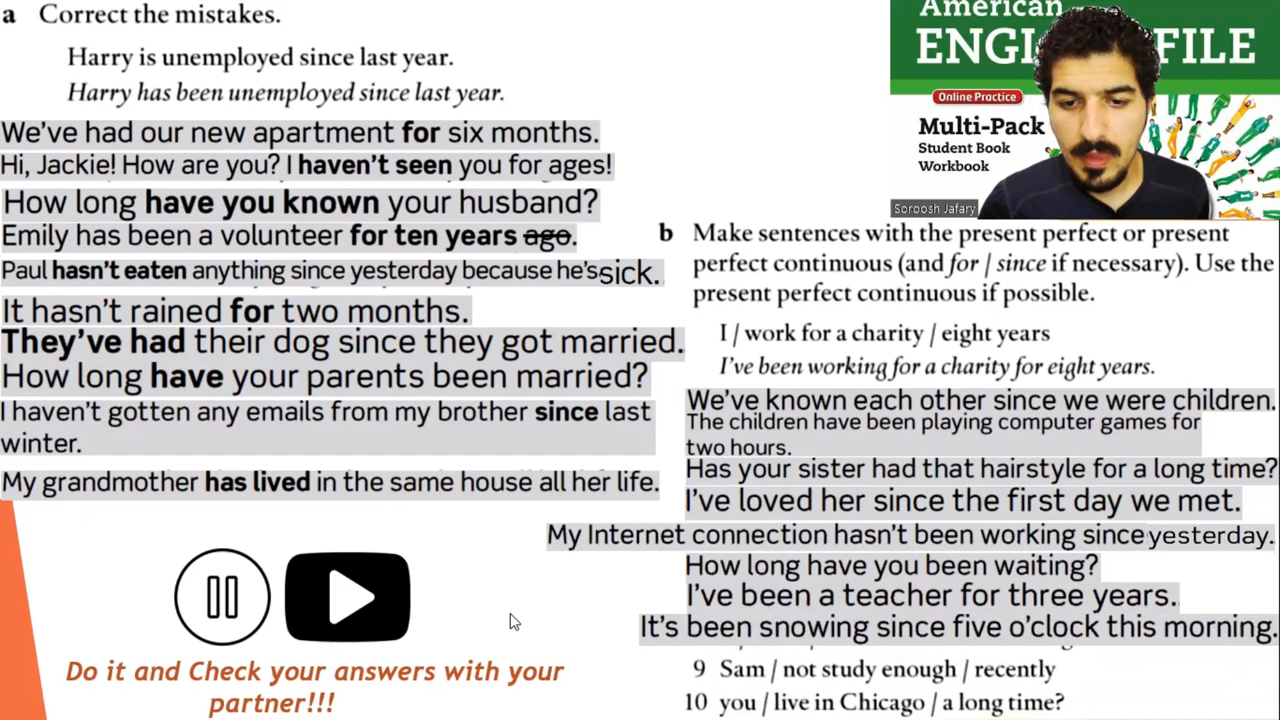 a Correct the mistakes.
Harry is unemployed since last year.
Harry has been unemployed since last year.
We've had our new apartment for six months.
Hi, Jackie! How are you? I haven't seen you for ages!
How long have you known your husband?
Emily has been a volunteer for ten years ago.
Paul hasn't eaten anything since yesterday because he's sick.
It hasn't rained for two months.
They've had their dog since they got married.
How long have your parents been married?
I haven't gotten any emails from my brother since last
winter.
My grandmother has lived in the same house all her life.
Do it and Check your answers with your
partner!!!
American
FILE
Online Practice
Multi-Pack
Student Book
Workbook
Soroosh Jafary
b Make sentences with the present perfect or present
perfect continuous (and for / since if necessary). Use the
present perfect continuous if possible.
I / work for a charity / eight years
I've been working for a charity for eight years.
We've known each other since we were children.
The children have been playing computer games for
two hours.
Has your sister had that hairstyle for a long time?
I've loved her since the first day we met.
My Internet connection hasn't been working since yesterday.
How long have you been waiting?
I've been a teacher for three years.
It's been snowing since five o'clock this morning.
9 Sam / not study enough / recently
10 you / live in Chicago / a long time?